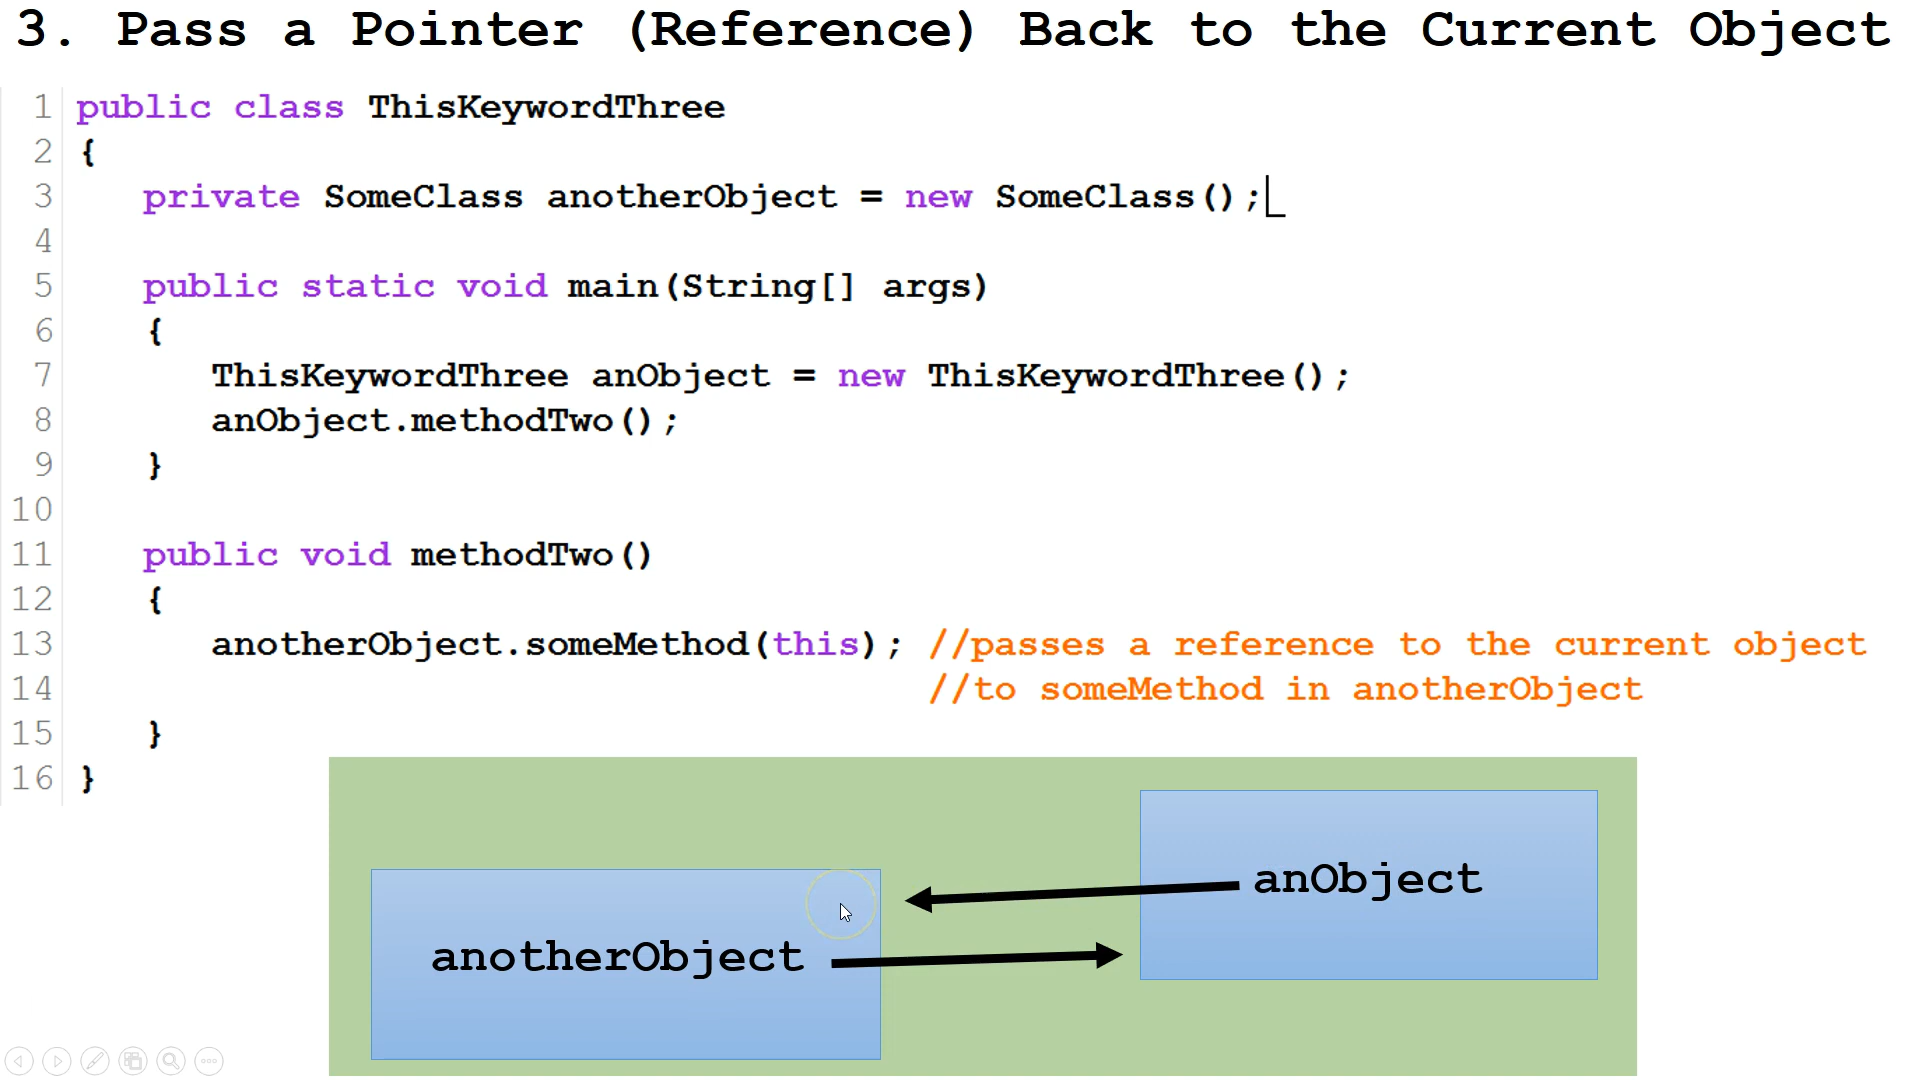 3. Pass a Pointer (Reference) Back to the Current Object
1 public class ThisKeywordThree
2 {
3 private SomeClass anotherObject = new SomeClass();
4
5 public static void main(String[] args)
6 {
7 ThisKeywordThree anObject = new ThisKeywordThree();
8 anObject.methodTwo();
9 }
10
11 public void methodTwo()
12 {
13 anotherObject.someMethod(this); //passes a reference to the current object
14 //to someMethod in anotherObject
15 }
16 }
anObject
anotherObject